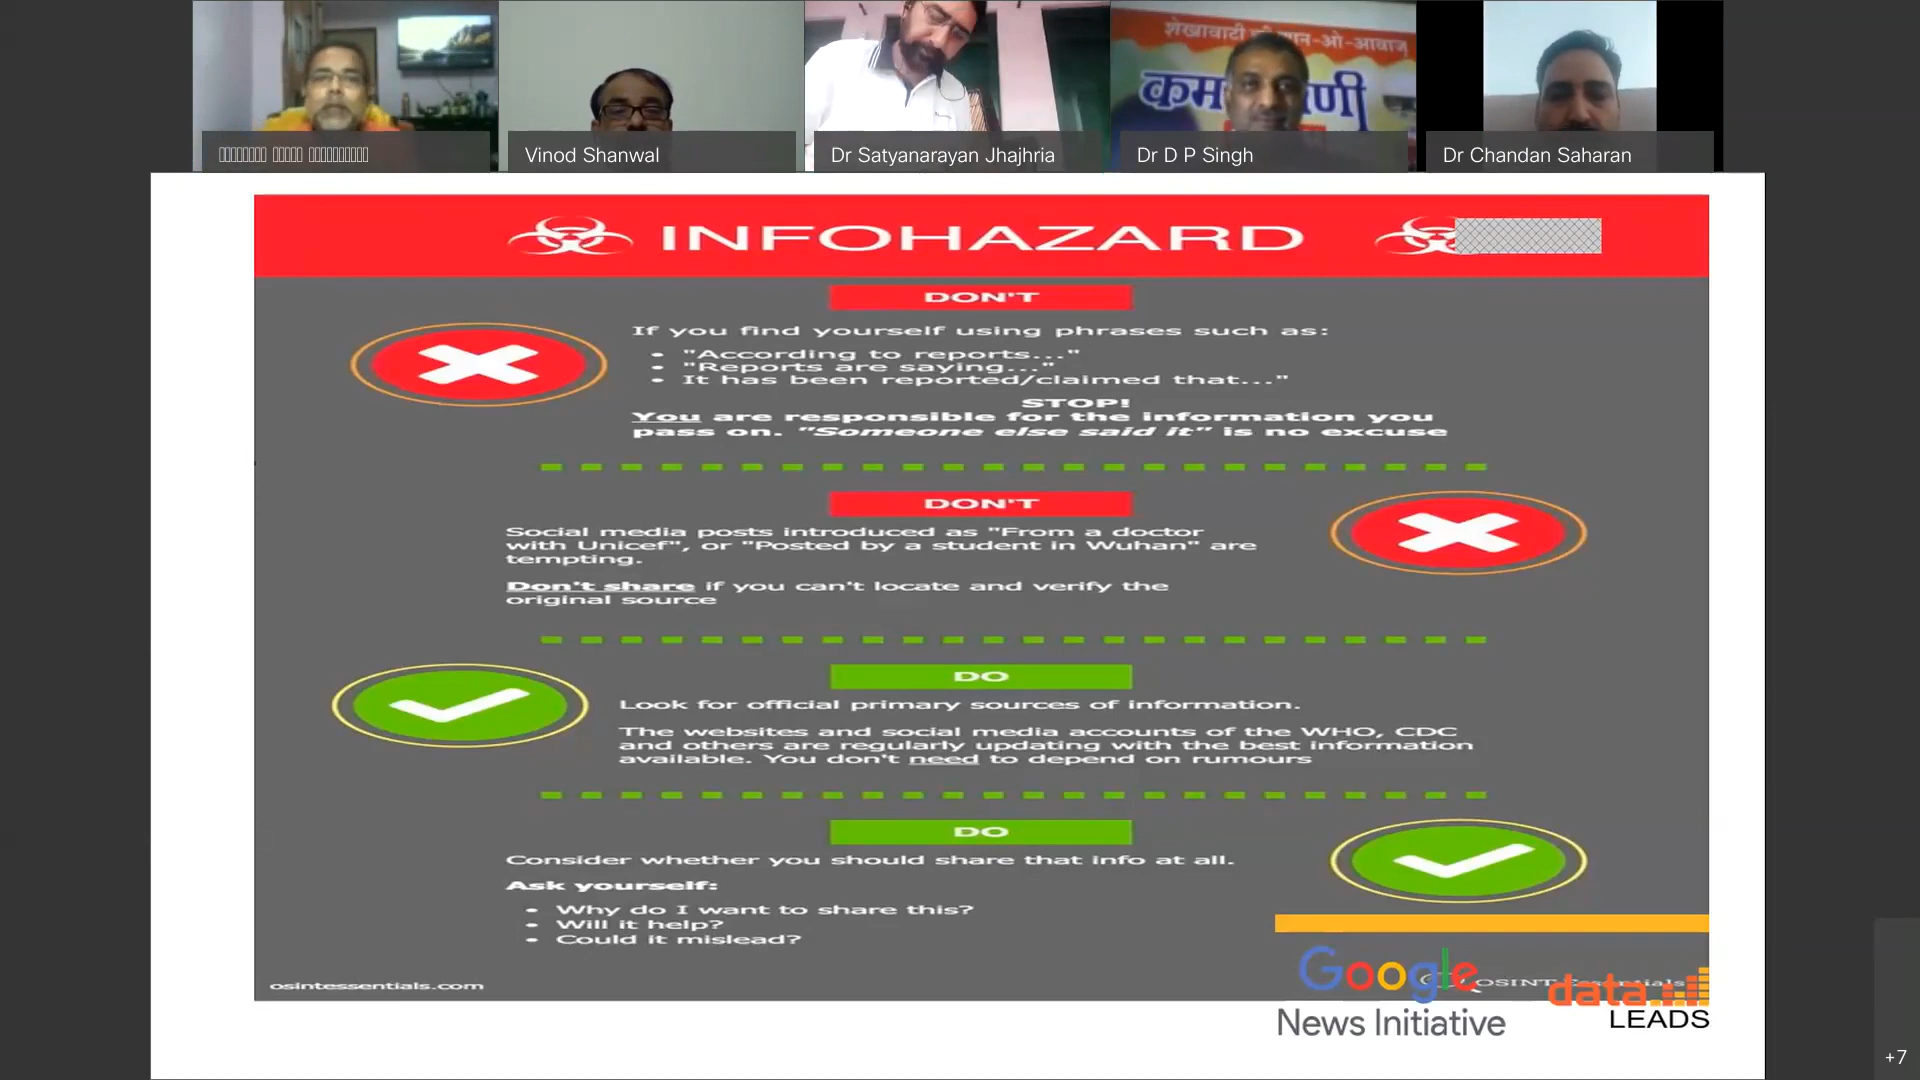 शेखावाटी
-ओ-आवाज़
Vinod Shanwal
Dr Satyanarayan Jhajhria
Dr D P Singh
Dr Chandan Saharan
INFOHAZARD
DON'T
If you find yourself using phrases such as:
• "According to reports..."
• "Reports are saying..."
• It has been reported/claimed that..."
STOP!
You are responsible for the information you
pass on. "Someone else said it" is no excuse
DON'T
Social media posts introduced as "From a doctor
with Unicef", or "Posted by a student in Wuhan" are
tempting.
Don't share if you can't locate and verify the
original source
DO
Look for official primary sources of information.
The websites and social media accounts of the WHO, CDC
and others are regularly updating with the best information
available. You don't need to depend on rumours
DO
Consider whether you should share that info at all.
Ask yourself:
• Why do I want to share this?
• Will it help?
• Could it mislead?
osintessentials.com
OSINT Essentials
Google
News Initiative
data
LEADS
+7